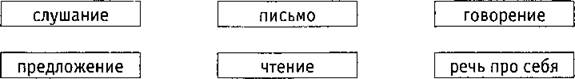 слушание письмо говорение
предложение чтение речь про себя